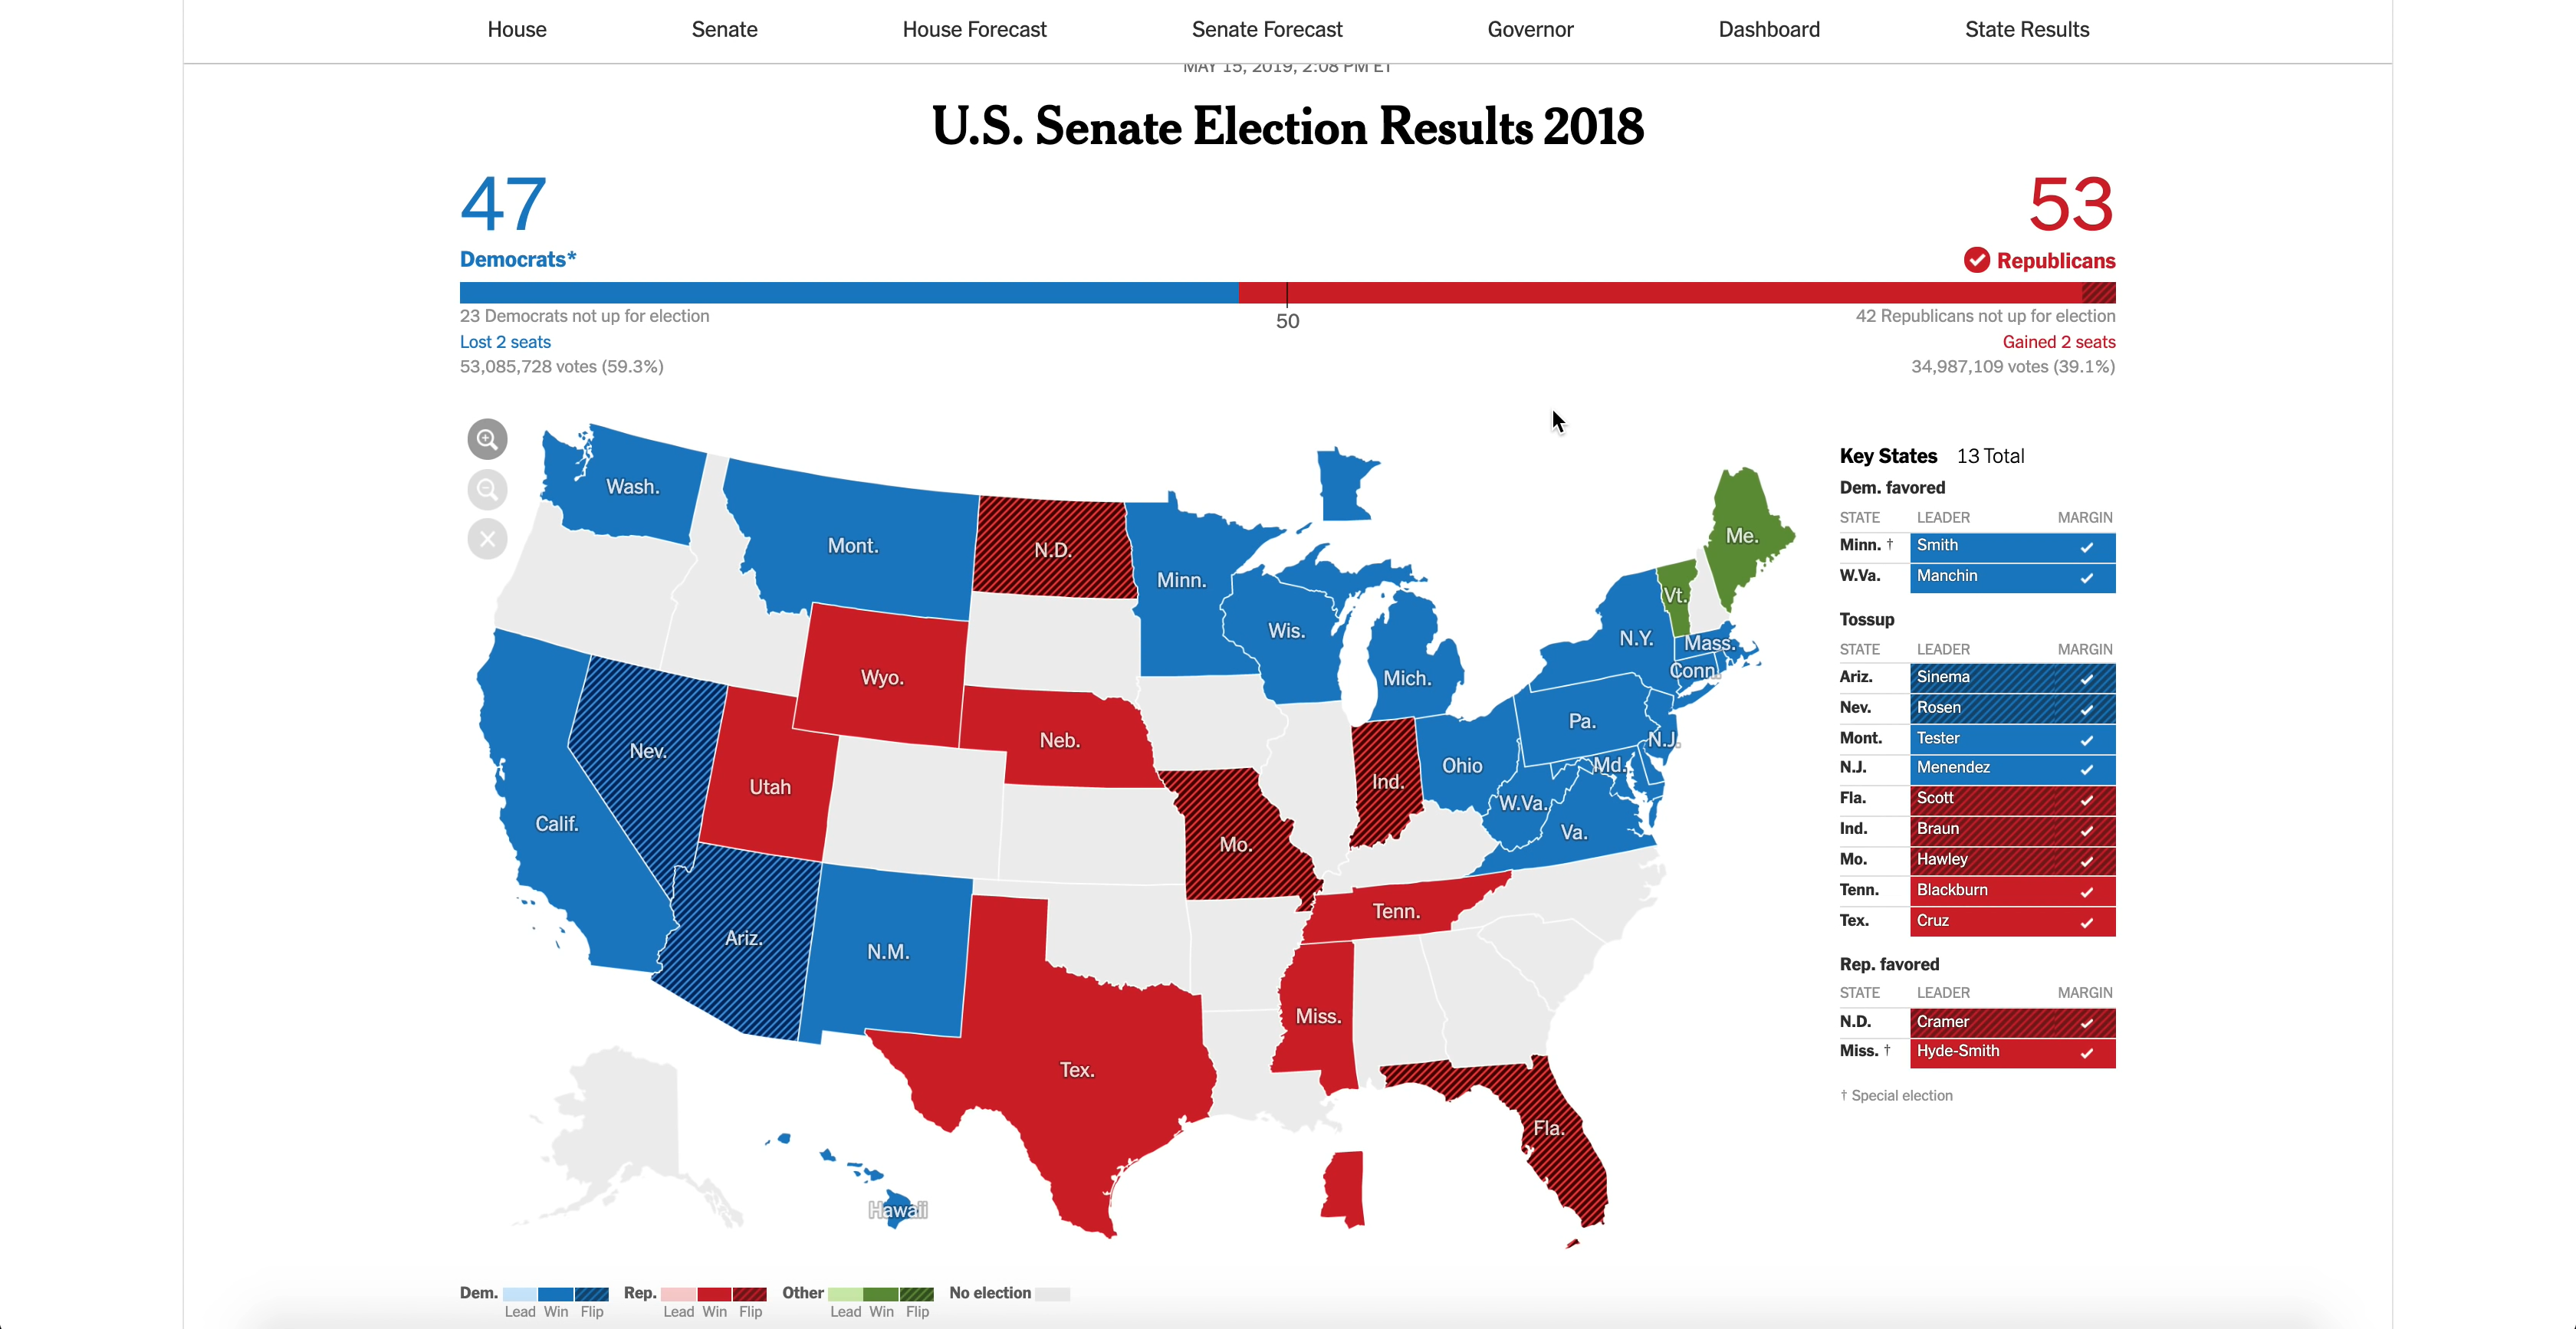 House Senate House Forecast Senate Forecast Governor Dashboard State Results
MAY 15, 2019, 2:08 PM ET
U.S. Senate Election Results 2018
47 53
Democrats* Republicans
23 Democrats not up for election 50 42 Republicans not up for election
Lost 2 seats Gained 2 seats
53,085,728 votes (59.3%) 34,987,109 votes (39.1%)
Wash.
Mont.
N.D.
Minn.
Wis.
Mich.
Me.
Vt.
N.Y.
Mass.
Conn.
Wyo.
Neb.
Nev.
Utah
Calif.
Pa.
N.J.
Ohio
Md.
Ind.
W.Va.
Va.
Mo.
Tenn.
Ariz.
N.M.
Miss.
Tex.
Fla.
Hawaii
Key States 13 Total
Dem. favored
STATE LEADER MARGIN
Minn. † Smith
W.Va. Manchin
Tossup
STATE LEADER MARGIN
Ariz. Sinema
Nev. Rosen
Mont. Tester
N.J. Menendez
Fla. Scott
Ind. Braun
Mo. Hawley
Tenn. Blackburn
Tex. Cruz
Rep. favored
STATE LEADER MARGIN
N.D. Cramer
Miss. † Hyde-Smith
† Special election
Dem. Rep. Other No election
Lead Win Flip Lead Win Flip Lead Win Flip